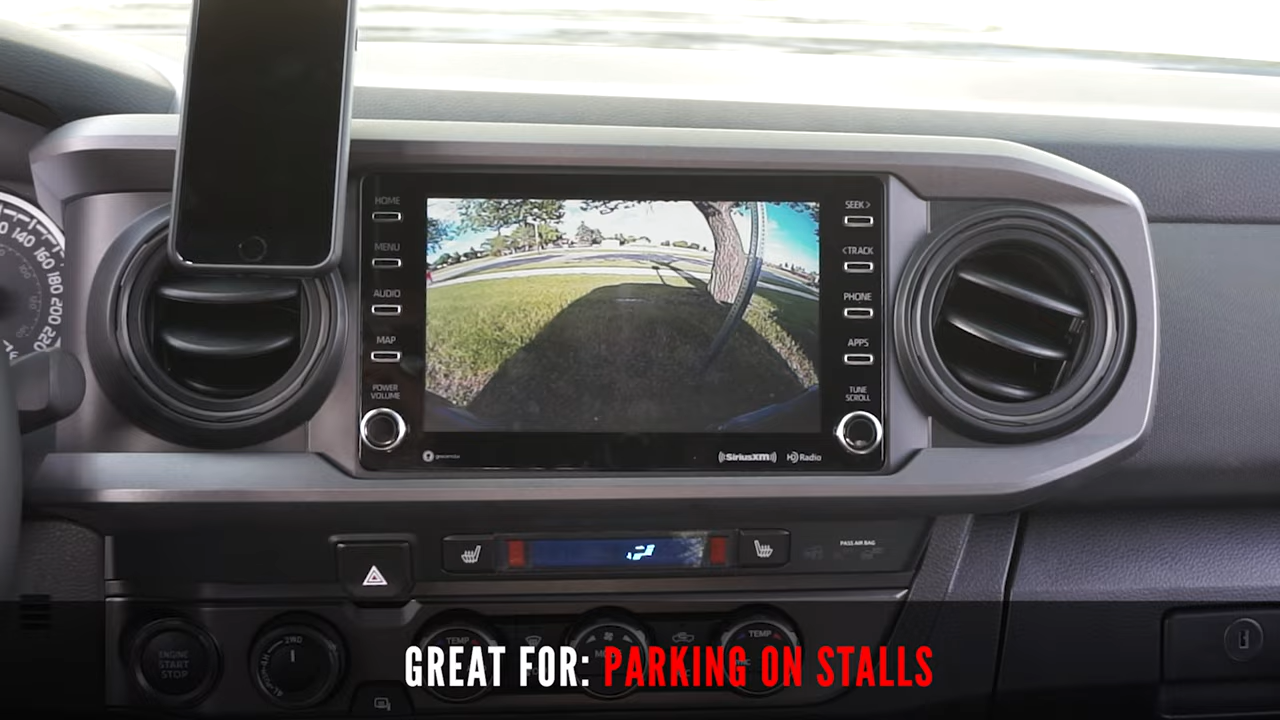 HOME
MENU
AUDIO
MAP
POWER
VOLUME
SEEK>
<TRACK
PHONE
APPS
TUNE
SCROLL
SiriusXM
HD Radio
140
160
180
200
220
PASS AIR BAG
ENGINE
START
STOP
2WD
TEMP
TEMP
GREAT FOR: PARKING ON STALLS